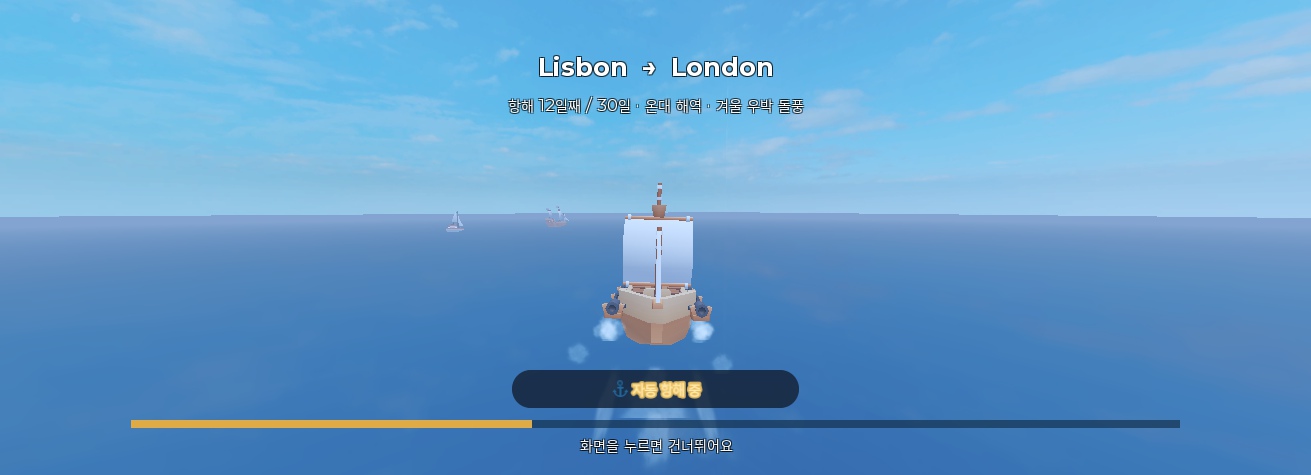 Lisbon → London
항해 12일째 / 30일 · 온대 해역 · 겨울 우박 돌풍
⚓ 자동 항해 중
화면을 누르면 건너뛰어요